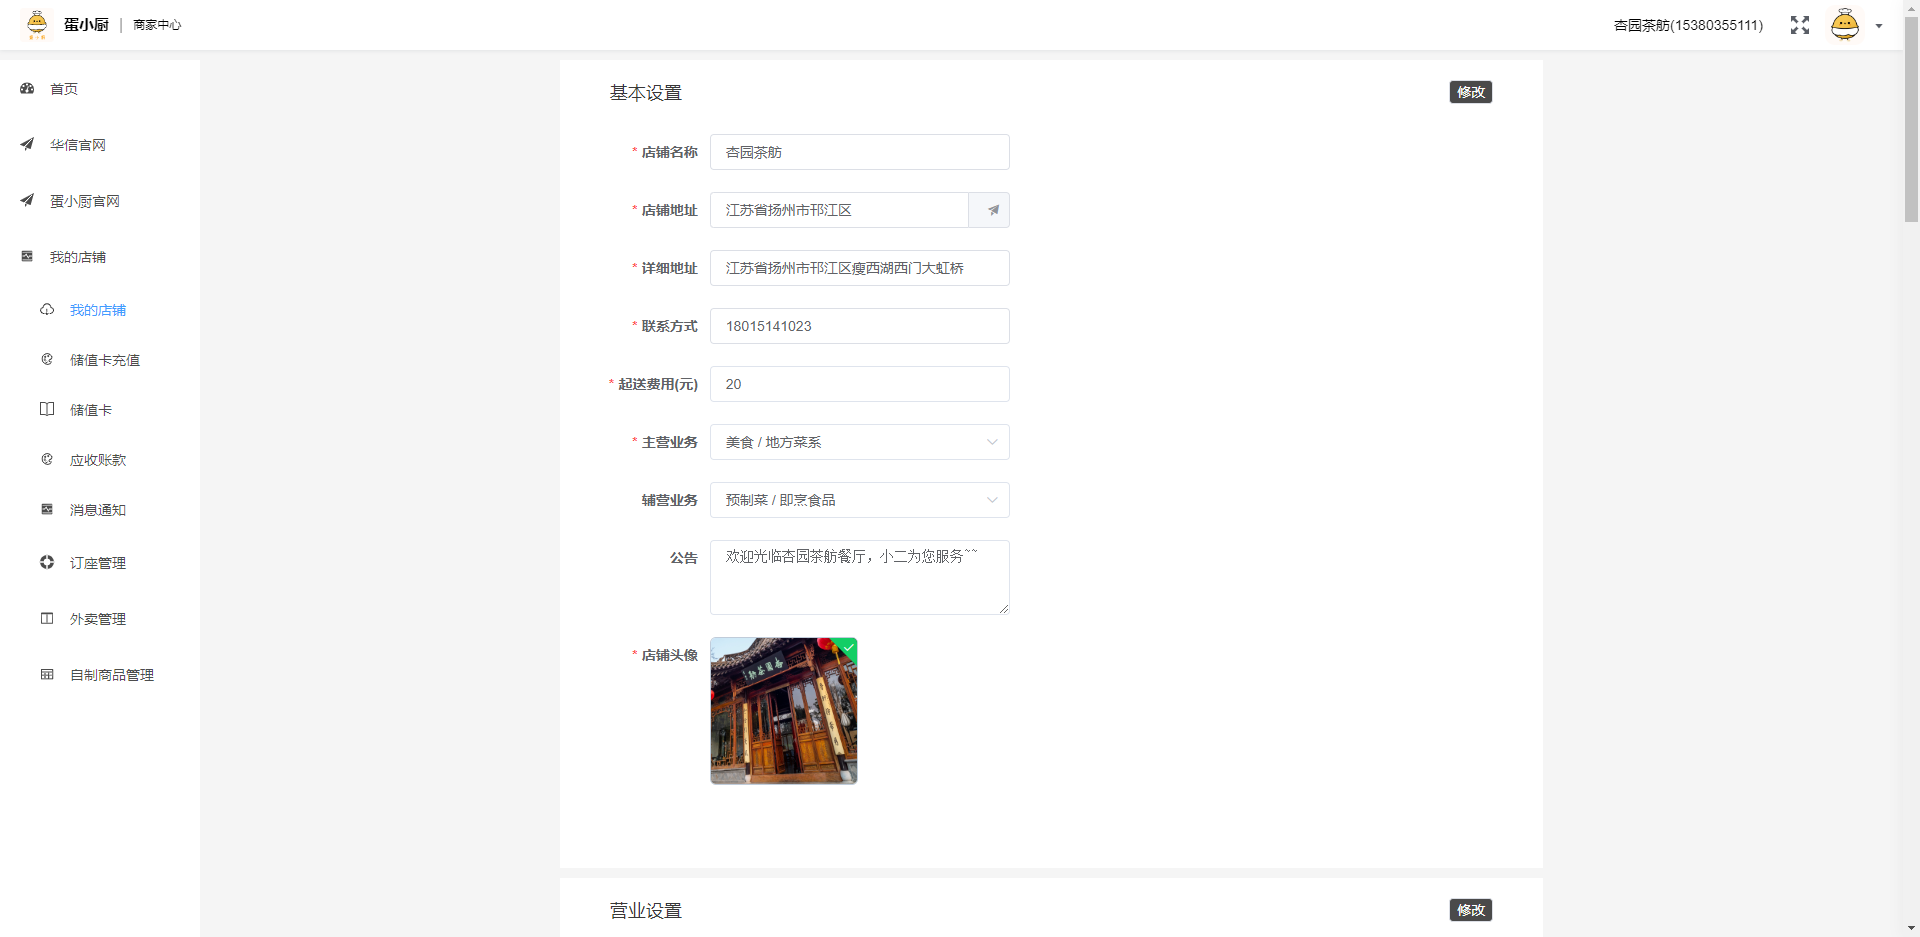 蛋小厨 | 商家中心
杏园茶舫(15380355111)
首页
华信官网
蛋小厨官网
我的店铺
我的店铺
储值卡充值
储值卡
应收账款
消息通知
订座管理
外卖管理
自制商品管理
基本设置
修改
* 店铺名称 杏园茶舫
* 店铺地址 江苏省扬州市邗江区
* 详细地址 江苏省扬州市邗江区瘦西湖西门大虹桥
* 联系方式 18015141023
* 起送费用(元) 20
* 主营业务 美食 / 地方菜系
辅营业务 预制菜 / 即烹食品
公告 欢迎光临杏园茶舫餐厅，小二为您服务~~
* 店铺头像
营业设置
修改